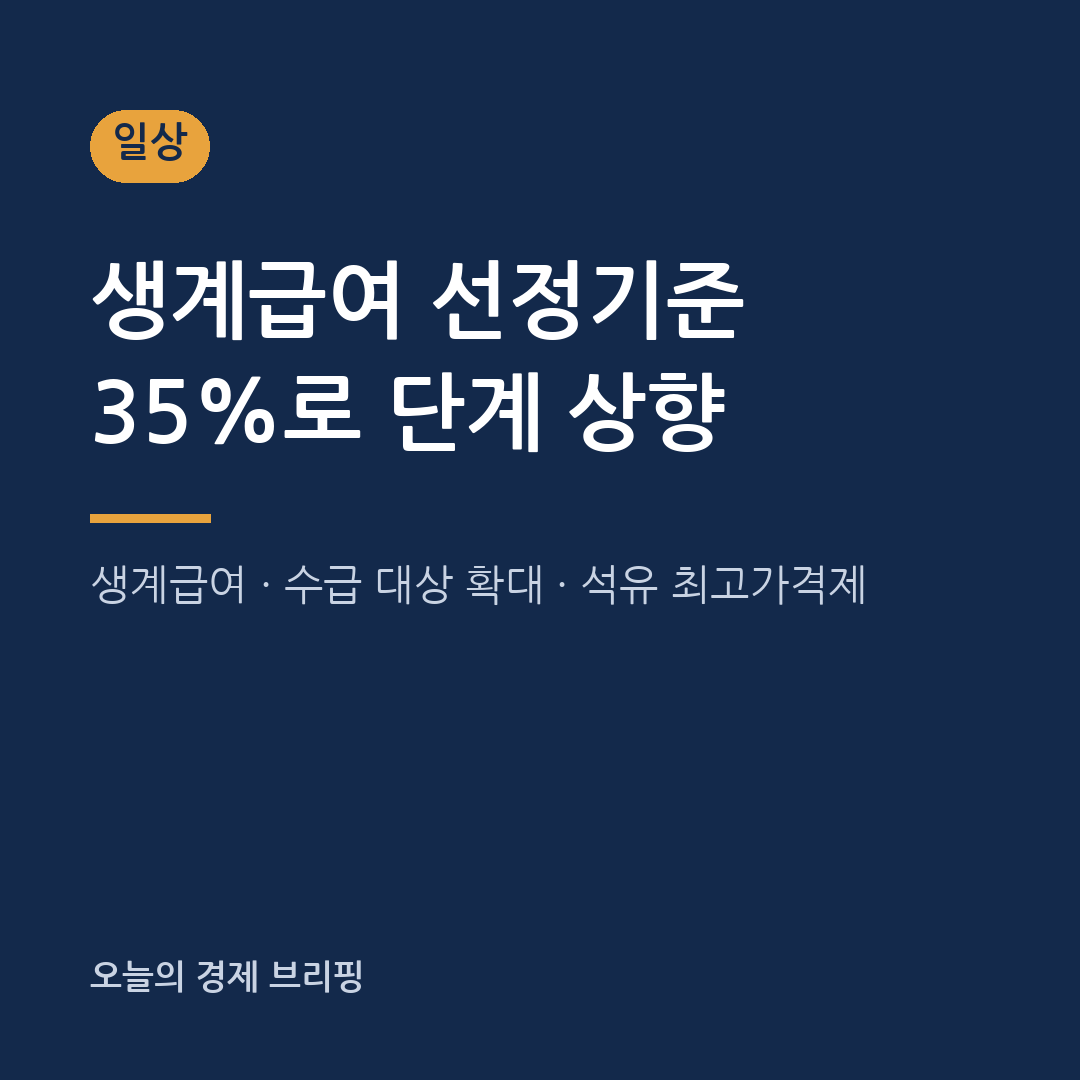 일상
생계급여 선정기준
35%로 단계 상향
생계급여 · 수급 대상 확대 · 석유 최고가격제
오늘의 경제 브리핑